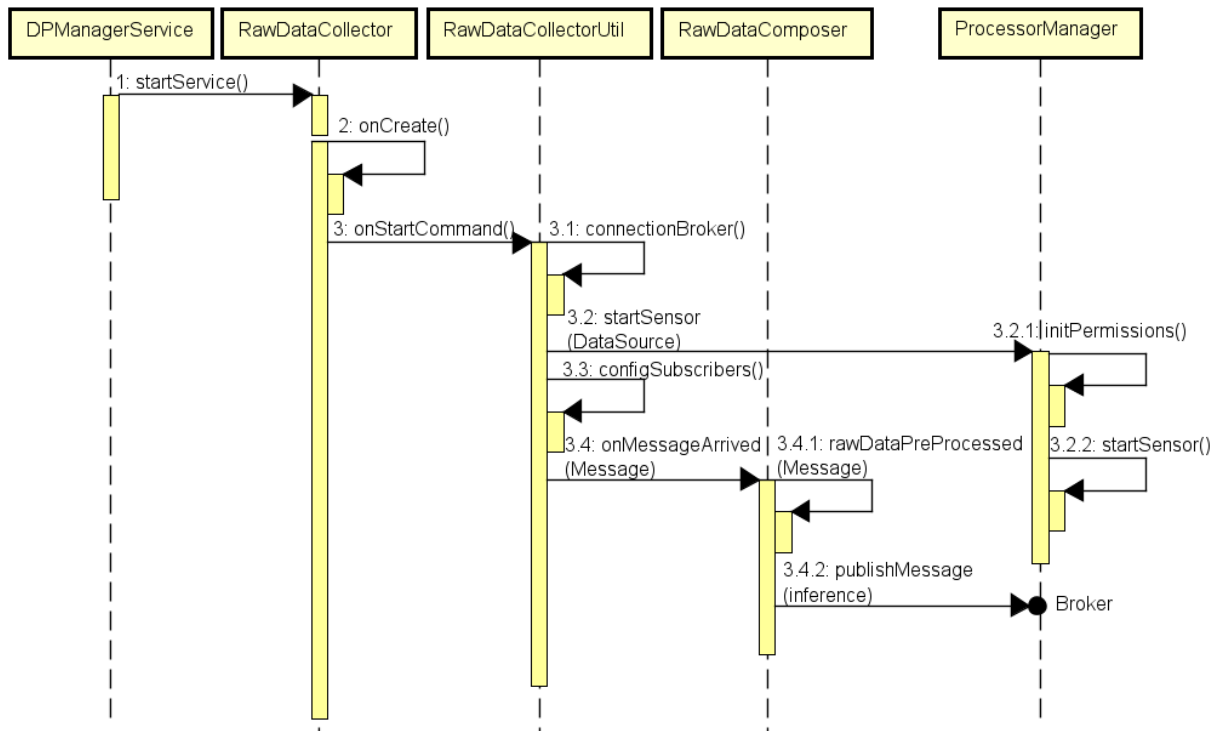 DPManagerService
RawDataCollector
RawDataCollectorUtil
RawDataComposer
ProcessorManager
1: startService()
2: onCreate()
3: onStartCommand()
3.1: connectionBroker()
3.2: startSensor
(DataSource)
3.2.1: initPermissions()
3.3: configSubscribers()
3.4: onMessageArrived
(Message)
3.4.1: rawDataPreProcessed
(Message)
3.2.2: startSensor()
3.4.2: publishMessage
(inference)
Broker